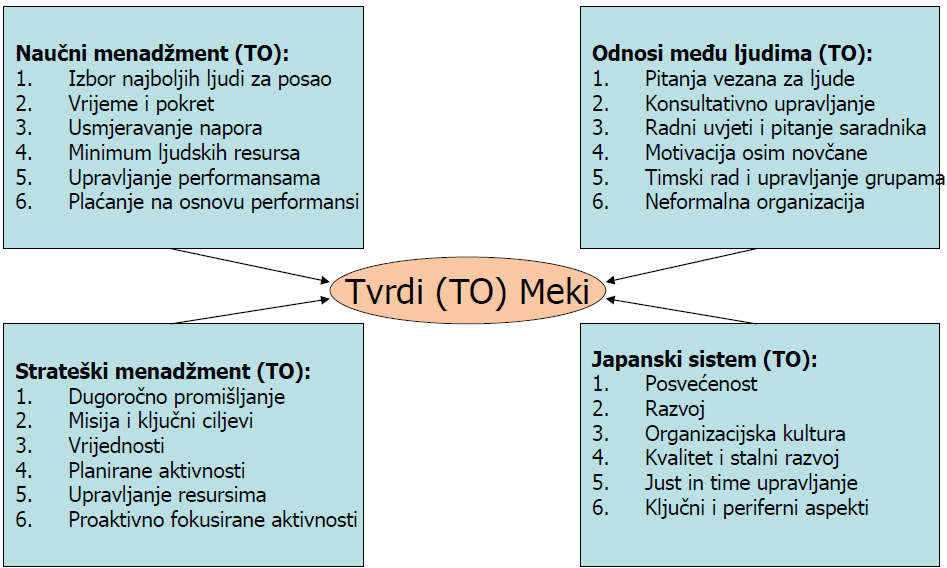 Naučni menadžment (TO):
1. Izbor najboljih ljudi za posao
2. Vrijeme i pokret
3. Usmjeravanje napora
4. Minimum ljudskih resursa
5. Upravljanje performansama
6. Plaćanje na osnovu performansi
Odnosi među ljudima (TO):
1. Pitanja vezana za ljude
2. Konsultativno upravljanje
3. Radni uvjeti i pitanje saradnika
4. Motivacija osim novčane
5. Timski rad i upravljanje grupama
6. Neformalna organizacija
Tvrdi (TO) Meki
Strateški menadžment (TO):
1. Dugoročno promišljanje
2. Misija i ključni ciljevi
3. Vrijednosti
4. Planirane aktivnosti
5. Upravljanje resursima
6. Proaktivno fokusirane aktivnosti
Japanski sistem (TO):
1. Posvećenost
2. Razvoj
3. Organizacijska kultura
4. Kvalitet i stalni razvoj
5. Just in time upravljanje
6. Ključni i periferni aspekti